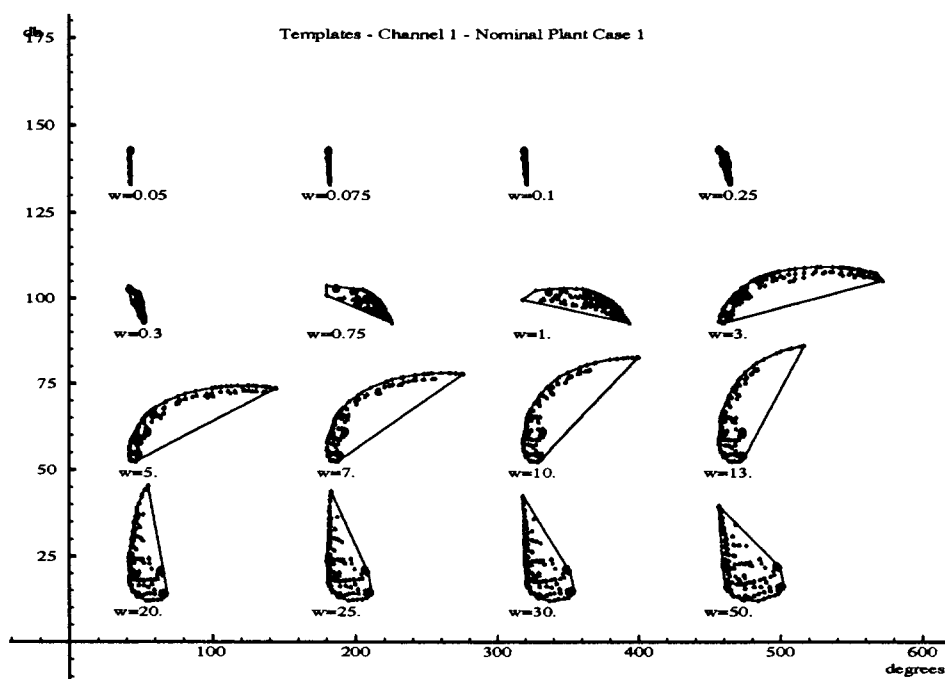 db
175
Templates - Channel 1 - Nominal Plant Case 1
150
w=0.05 w=0.075 w=0.1 w=0.25
125
100
w=0.3 w=0.75 w=1. w=3.
75
50
w=5. w=7. w=10. w=13.
25
w=20. w=25. w=30. w=50.
100 200 300 400 500 600
degrees